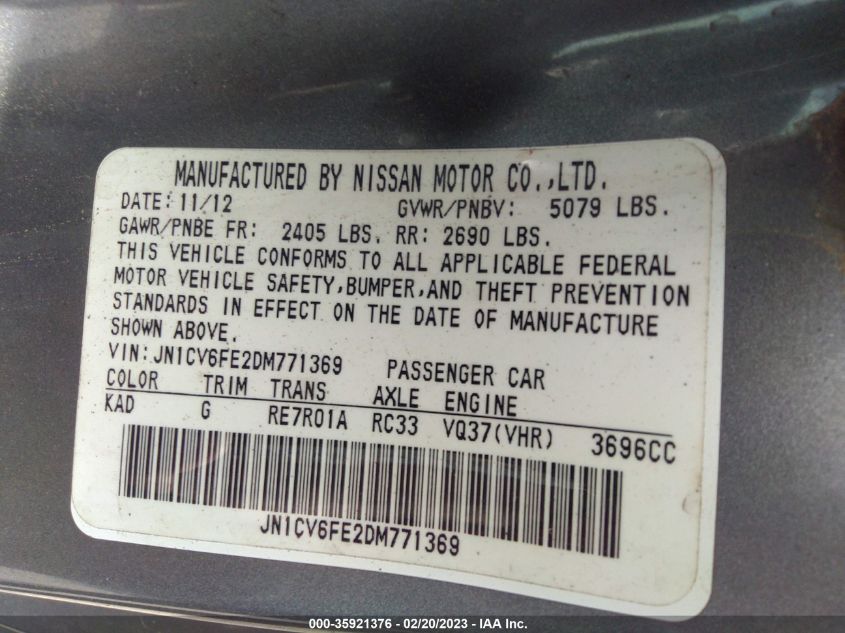 MANUFACTURED BY NISSAN MOTOR CO.,LTD.
DATE: 11/12 GVWR/PNBV: 5079 LBS.
GAWR/PNBE FR: 2405 LBS. RR: 2690 LBS.
THIS VEHICLE CONFORMS TO ALL APPLICABLE FEDERAL
MOTOR VEHICLE SAFETY,BUMPER,AND THEFT PREVENTION
STANDARDS IN EFFECT ON THE DATE OF MANUFACTURE
SHOWN ABOVE.
VIN:JN1CV6FE2DM771369 PASSENGER CAR
COLOR TRIM TRANS AXLE ENGINE
KAD G RE7R01A RC33 VQ37(VHR) 3696CC
JN1CV6FE2DM771369
000-35921376 - 02/20/2023 - IAA Inc.